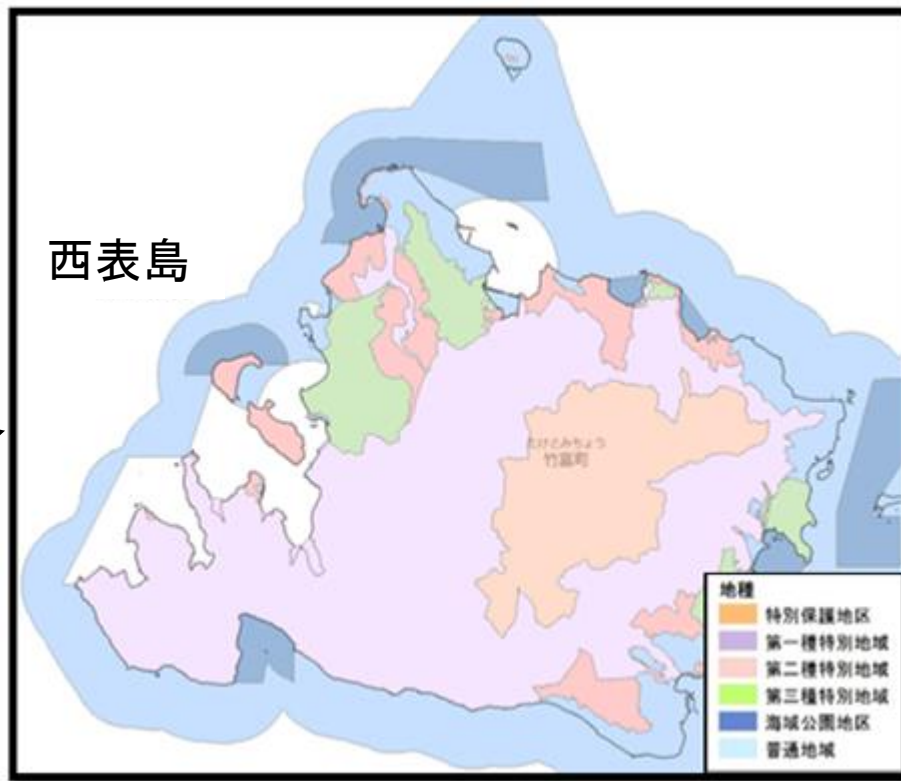 西表島
たけとみちょう
竹富町
地種
特別保護地区
第一種特別地域
第二種特別地域
第三種特別地域
海域公園地区
普通地域